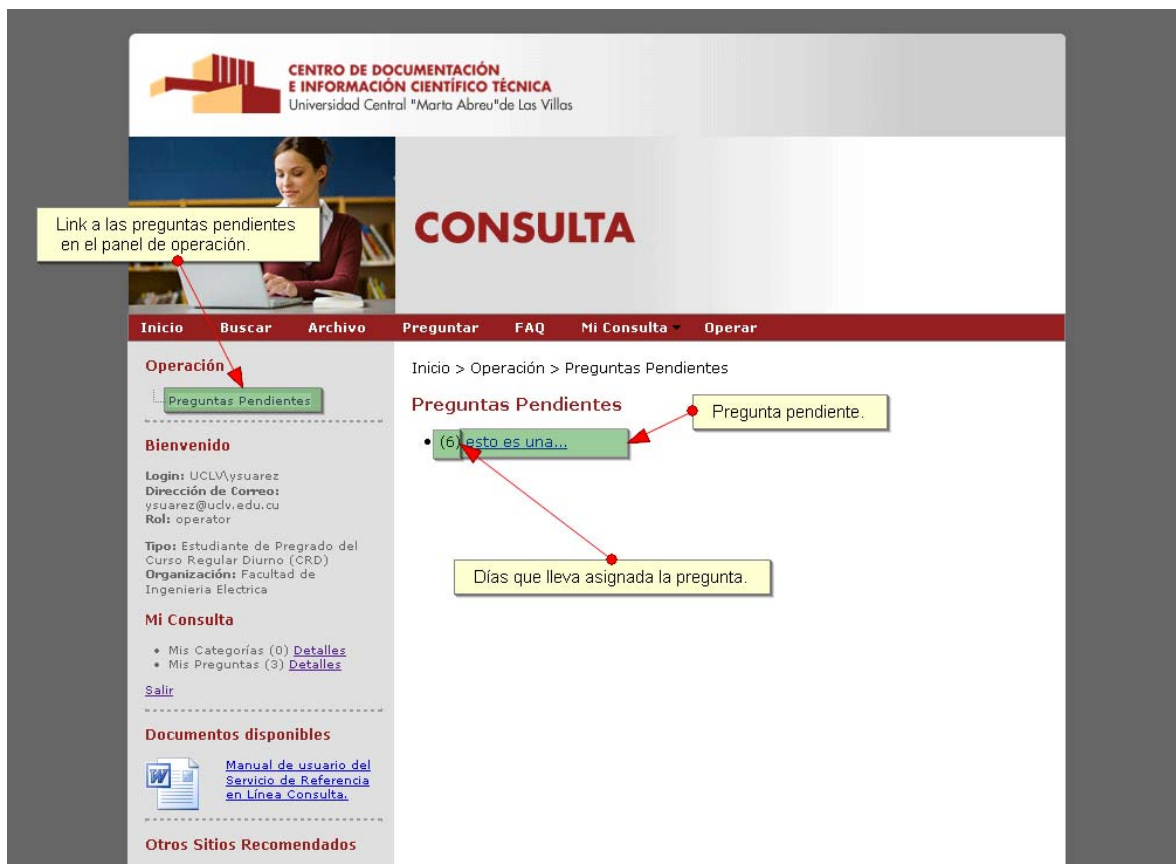 CENTRO DE DOCUMENTACIÓN
E INFORMACIÓN CIENTÍFICO TÉCNICA
Universidad Central "Marta Abreu"de Las Villas
Link a las preguntas pendientes
en el panel de operación.
CONSULTA
Inicio Buscar Archivo Preguntar FAQ Mi Consulta Operar
Operación
Preguntas Pendientes
Bienvenido
Login: UCLV\ysuarez
Dirección de Correo:
ysuarez@uclv.edu.cu
Rol: operator
Tipo: Estudiante de Pregrado del
Curso Regular Diurno (CRD)
Organización: Facultad de
Ingenieria Electrica
Mi Consulta
• Mis Categorías (0) Detalles
• Mis Preguntas (3) Detalles
Salir
Documentos disponibles
Manual de usuario del
Servicio de Referencia
en Línea Consulta.
Otros Sitios Recomendados
Inicio > Operación > Preguntas Pendientes
Preguntas Pendientes
Pregunta pendiente.
• (6) esto es una...
Días que lleva asignada la pregunta.